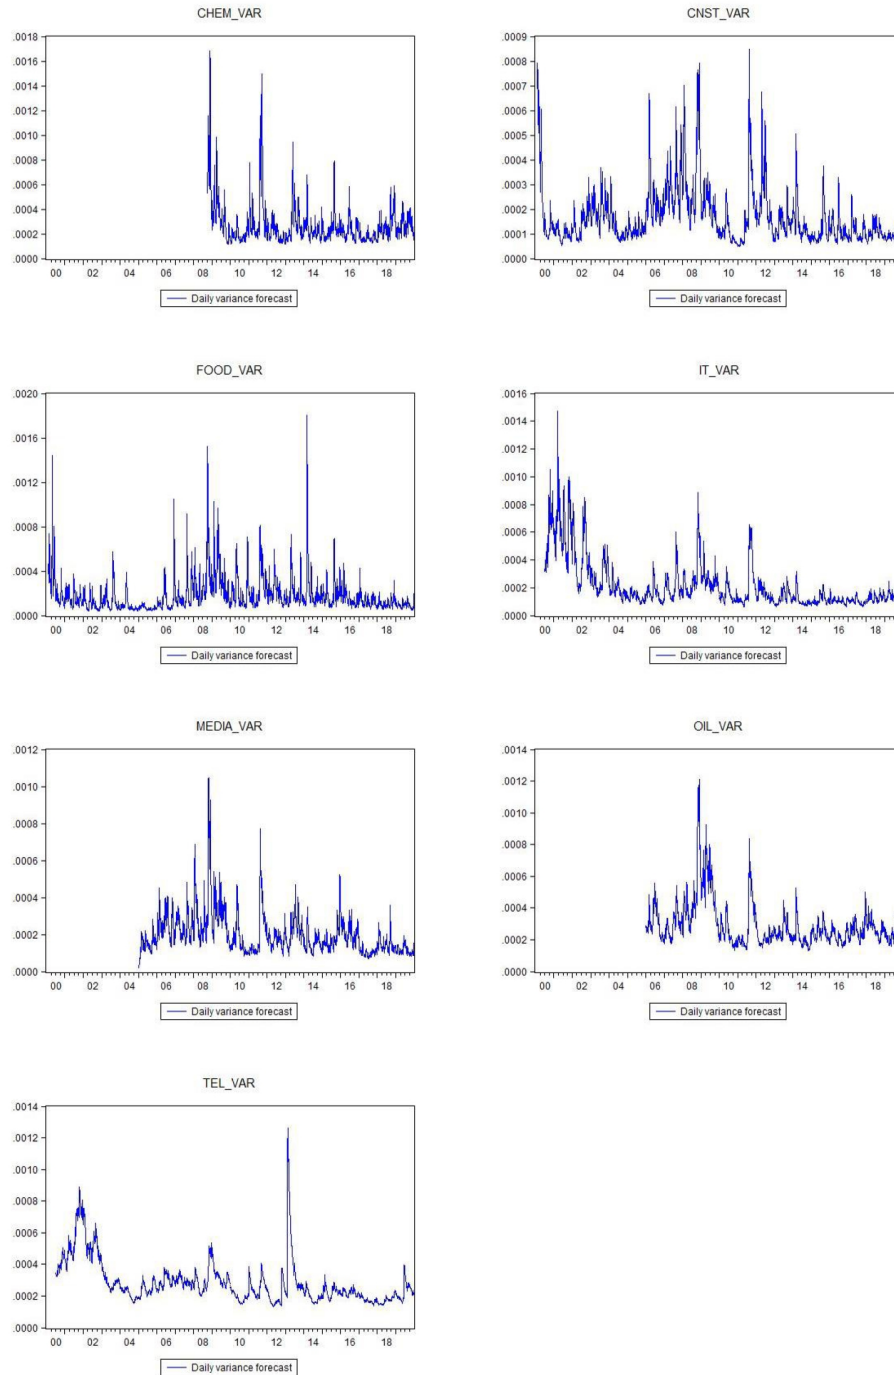 CHEM_VAR
.0018
.0016
.0014
.0012
.0010
.0008
.0006
.0004
.0002
.0000
00 02 04 06 08 10 12 14 16 18
Daily variance forecast
CNST_VAR
.0009
.0008
.0007
.0006
.0005
.0004
.0003
.0002
.0001
.0000
00 02 04 06 08 10 12 14 16 18
Daily variance forecast
FOOD_VAR
.0020
.0016
.0012
.0008
.0004
.0000
00 02 04 06 08 10 12 14 16 18
Daily variance forecast
IT_VAR
.0016
.0014
.0012
.0010
.0008
.0006
.0004
.0002
.0000
00 02 04 06 08 10 12 14 16 18
Daily variance forecast
MEDIA_VAR
.0012
.0010
.0008
.0006
.0004
.0002
.0000
00 02 04 06 08 10 12 14 16 18
Daily variance forecast
OIL_VAR
.0014
.0012
.0010
.0008
.0006
.0004
.0002
.0000
00 02 04 06 08 10 12 14 16 18
Daily variance forecast
TEL_VAR
.0014
.0012
.0010
.0008
.0006
.0004
.0002
.0000
00 02 04 06 08 10 12 14 16 18
Daily variance forecast